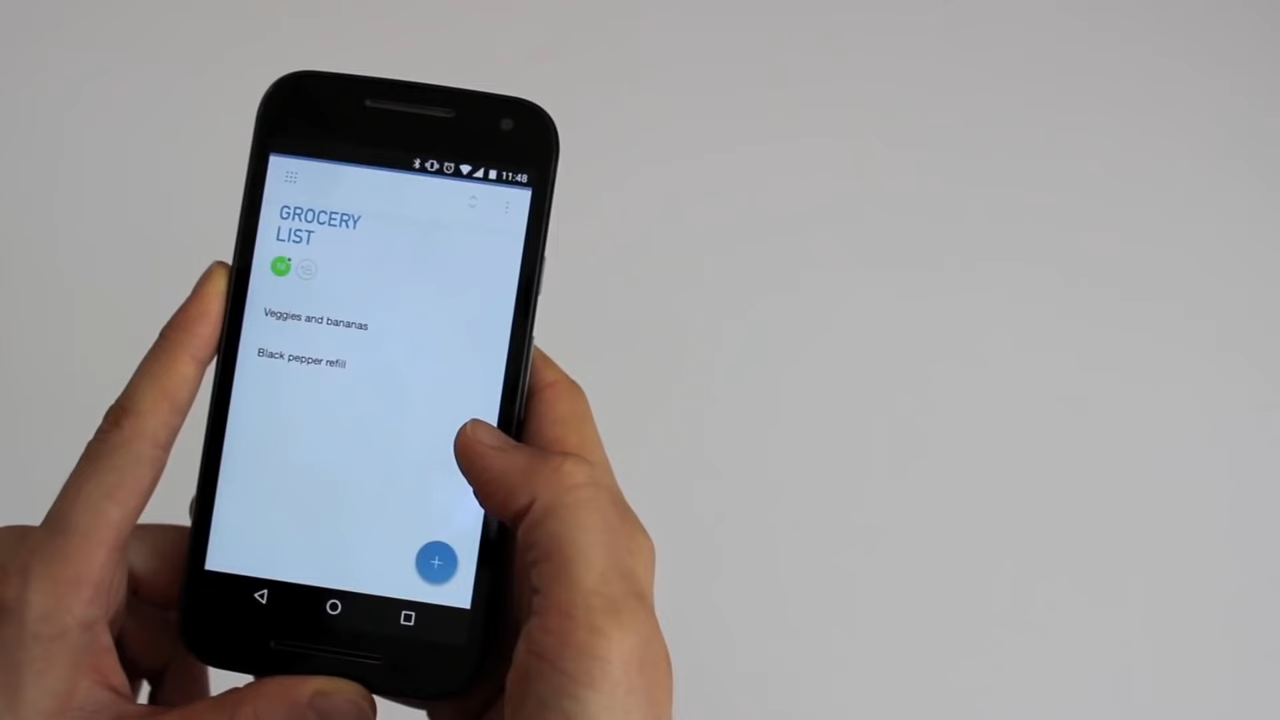 11:48
GROCERY
LIST
Veggies and bananas
Black pepper refill